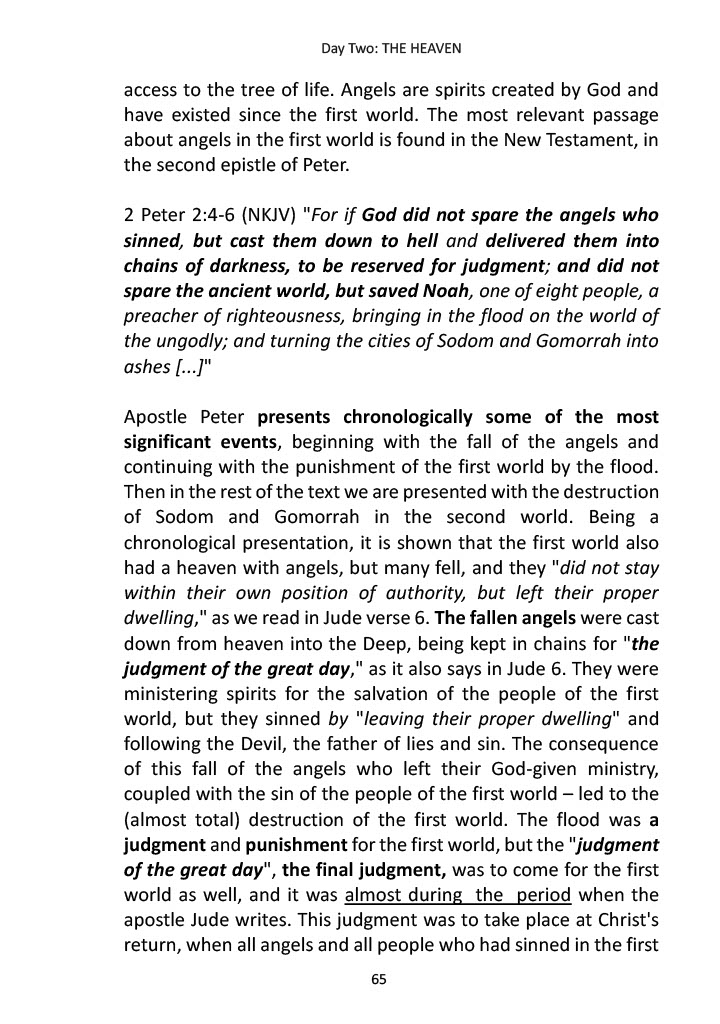 Day Two: THE HEAVEN
access to the tree of life. Angels are spirits created by God and
have existed since the first world. The most relevant passage
about angels in the first world is found in the New Testament, in
the second epistle of Peter.
2 Peter 2:4-6 (NKJV) "For if God did not spare the angels who
sinned, but cast them down to hell and delivered them into
chains of darkness, to be reserved for judgment; and did not
spare the ancient world, but saved Noah, one of eight people, a
preacher of righteousness, bringing in the flood on the world of
the ungodly; and turning the cities of Sodom and Gomorrah into
ashes [...]"
Apostle Peter presents chronologically some of the most
significant events, beginning with the fall of the angels and
continuing with the punishment of the first world by the flood.
Then in the rest of the text we are presented with the destruction
of Sodom and Gomorrah in the second world. Being a
chronological presentation, it is shown that the first world also
had a heaven with angels, but many fell, and they "did not stay
within their own position of authority, but left their proper
dwelling," as we read in Jude verse 6. The fallen angels were cast
down from heaven into the Deep, being kept in chains for "the
judgment of the great day," as it also says in Jude 6. They were
ministering spirits for the salvation of the people of the first
world, but they sinned by "leaving their proper dwelling" and
following the Devil, the father of lies and sin. The consequence
of this fall of the angels who left their God-given ministry,
coupled with the sin of the people of the first world – led to the
(almost total) destruction of the first world. The flood was a
judgment and punishment for the first world, but the "judgment
of the great day", the final judgment, was to come for the first
world as well, and it was almost during the period when the
apostle Jude writes. This judgment was to take place at Christ's
return, when all angels and all people who had sinned in the first
65